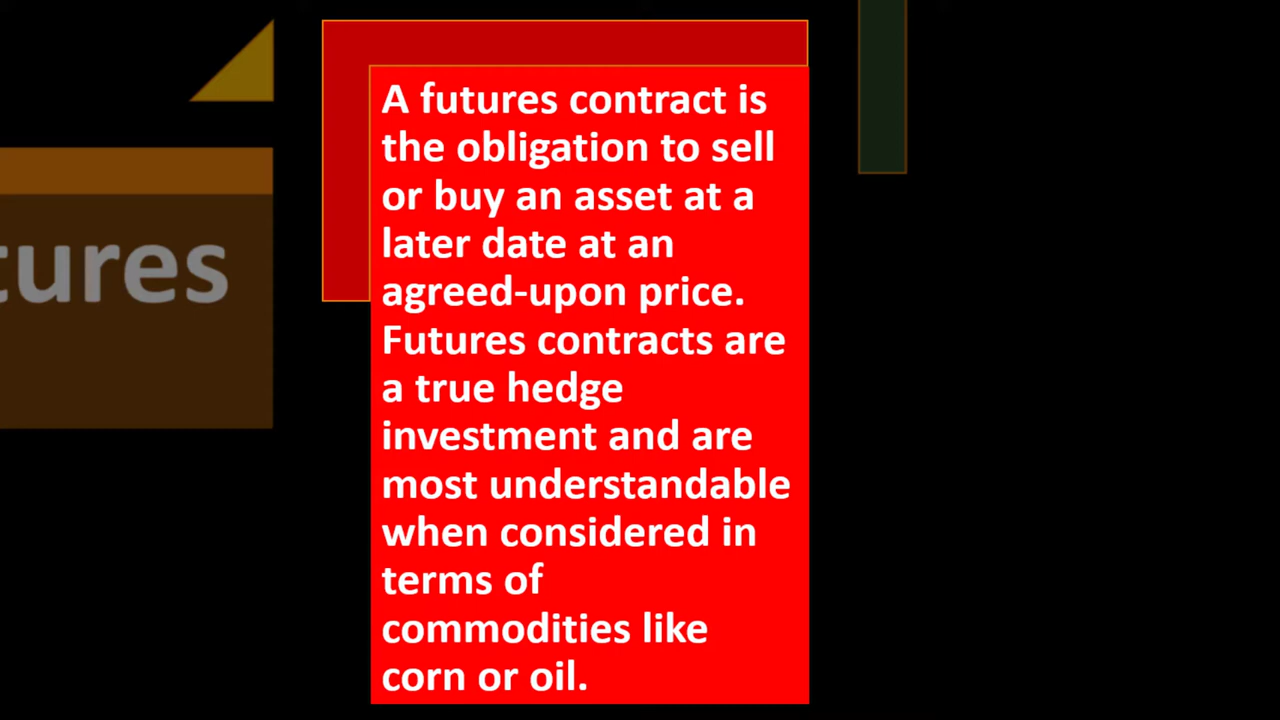 tures
A futures contract is
the obligation to sell
or buy an asset at a
later date at an
agreed-upon price.
Futures contracts are
a true hedge
investment and are
most understandable
when considered in
terms of
commodities like
corn or oil.